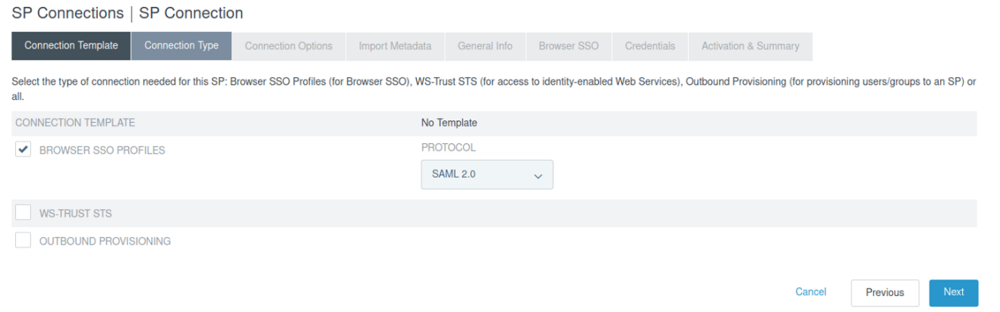 SP Connections | SP Connection
Connection Template Connection Type Connection Options Import Metadata General Info Browser SSO Credentials Activation & Summary
Select the type of connection needed for this SP: Browser SSO Profiles (for Browser SSO), WS-Trust STS (for access to identity-enabled Web Services), Outbound Provisioning (for provisioning users/groups to an SP) or
all.
CONNECTION TEMPLATE No Template
BROWSER SSO PROFILES PROTOCOL
SAML 2.0
WS-TRUST STS
OUTBOUND PROVISIONING
Cancel Previous Next